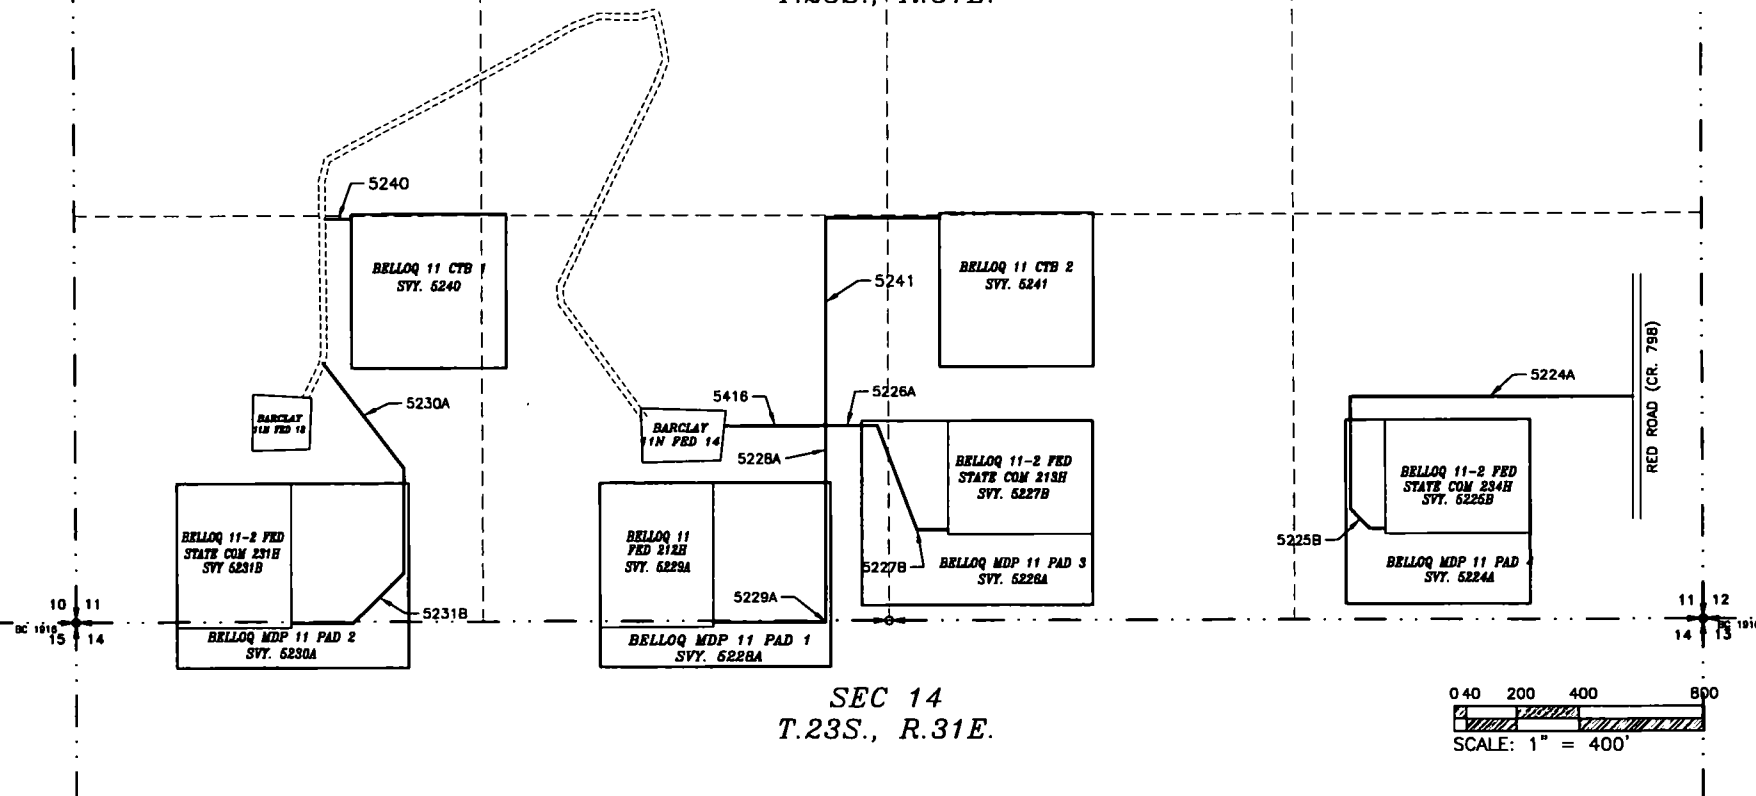 5240
BELLOQ 11 CTB 1
SVY. 5240
5241
BELLOQ 11 CTB 2
SVY. 5241
RED ROAD (CR. 798)
5224A
5230A
5416
5226A
BARCLAY
BARCLAY
11N FED 14
5228A
BELLOQ 11-2 FED
STATE COM 213H
SVY. 5227B
BELLOQ 11-2 FED
STATE COM 234H
SVY. 5225B
BELLOQ 11-2 FED
STATE COM 231H
SVY 5231B
BELLOQ 11
FED 212H
SVY. 5229A
5227B
BELLOQ MDP 11 PAD 3
SVY. 5226A
5225B
BELLOQ MDP 11 PAD
SVY. 5224A
5229A
5231B
10 11
15 14
BC 1916
BELLOQ MDP 11 PAD 2
SVY. 5230A
BELLOQ MDP 11 PAD 1
SVY. 5228A
11 12
14 13
SEC 14
T.23S., R.31E.
0 40 200 400 800
SCALE: 1" = 400'